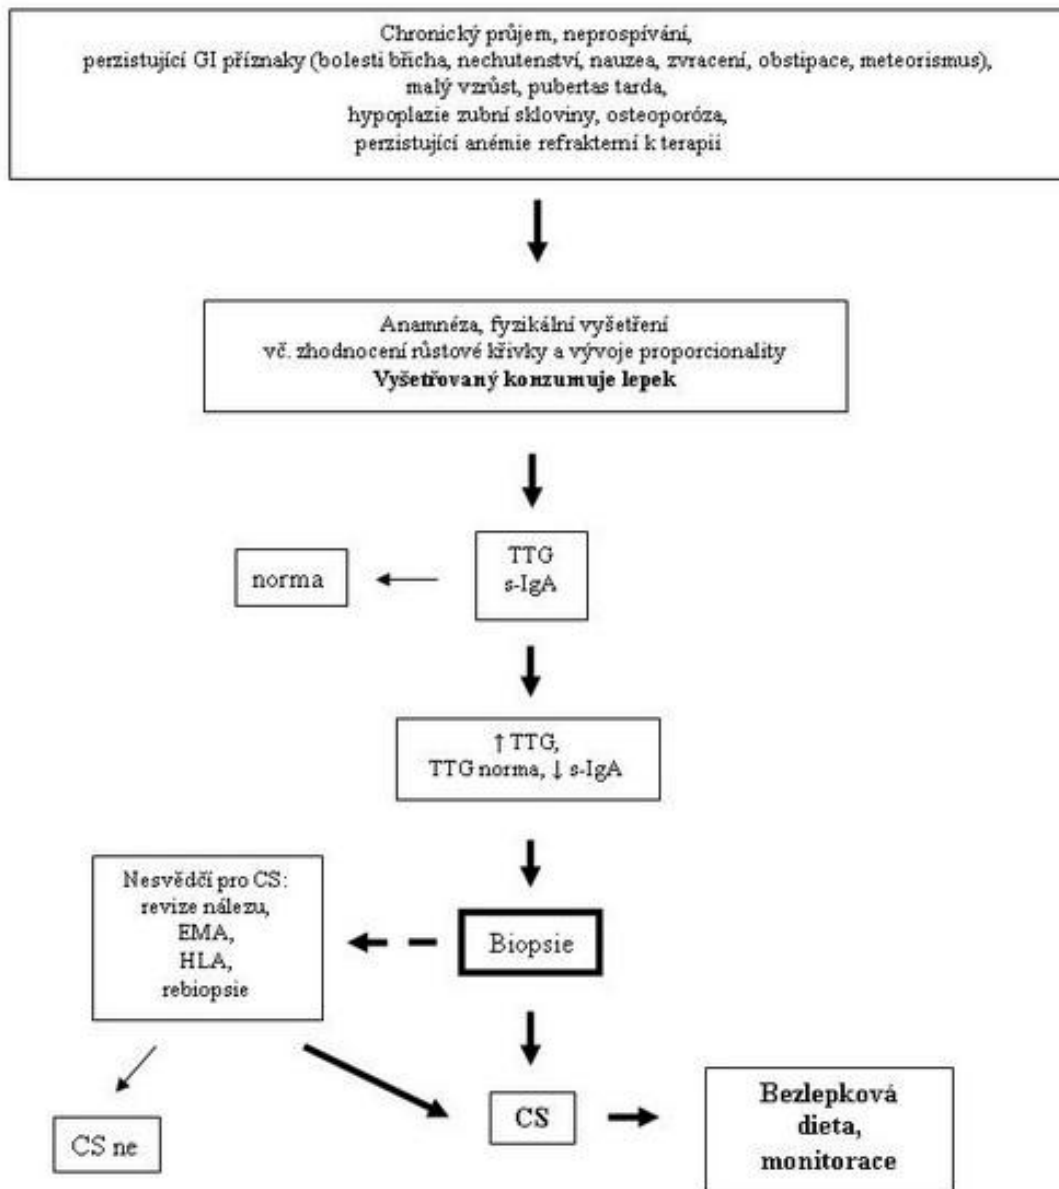 Chronický průjem, neprospívání,
perzistující GI příznaky (bolesti břicha, nechutenství, nauzea, zvracení, obstipace, meteorismus),
malý vzrůst, pubertas tarda,
hypoplazie zubní skloviny, osteoporóza,
perzistující anémie refrakterní k terapii
Anamnéza, fyzikální vyšetření
vč. zhodnocení růstové křivky a vývoje proporcionality
Vyšetřovaný konzumuje lepek
TTG
s-IgA
norma
↑ TTG,
TTG norma, ↓ s-IgA
Biopsie
Nesvědčí pro CS:
revize nálezu,
EMA,
HLA,
rebiopsie
CS ne
CS
Bezlepková
dieta,
monitorace